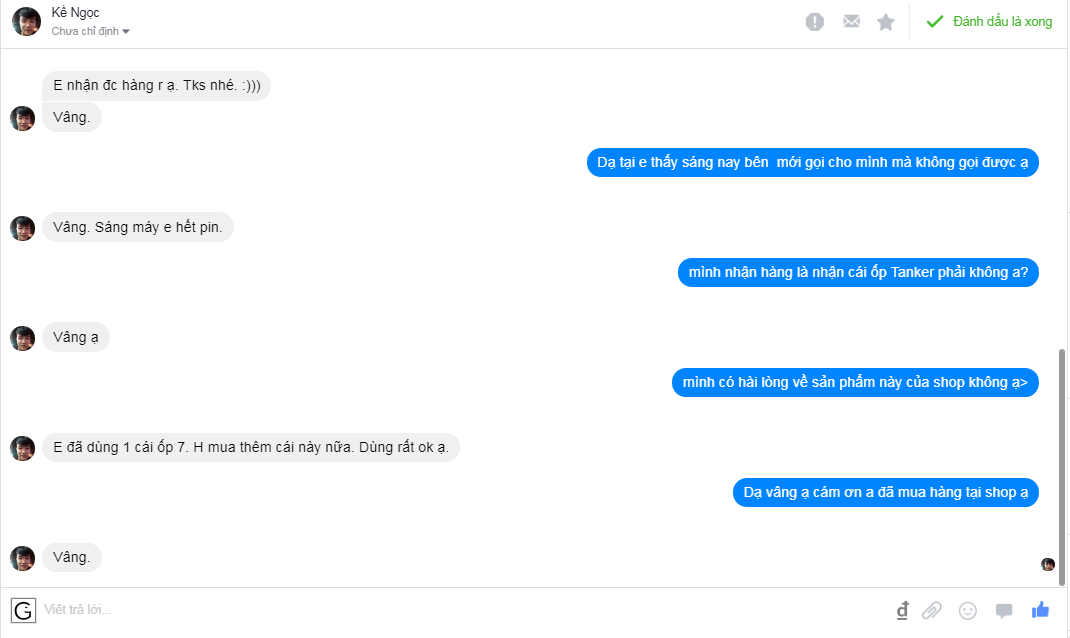 Kê Ngọc
Chưa chỉ định
Đánh dấu là xong
E nhận đc hàng r ạ. Tks nhé. :)))
Vâng.
Dạ tại e thấy sáng nay bên  mới gọi cho mình mà không gọi được ạ
Vâng. Sáng máy e hết pin.
mình nhận hàng là nhận cái ốp Tanker phải không a?
Vâng ạ
mình có hài lòng về sản phẩm này của shop không ạ>
E đã dùng 1 cái ốp 7. H mua thêm cái này nữa. Dùng rất ok ạ.
Dạ vâng ạ cám ơn a đã mua hàng tại shop ạ
Vâng.
G Viết trả lời...
đ